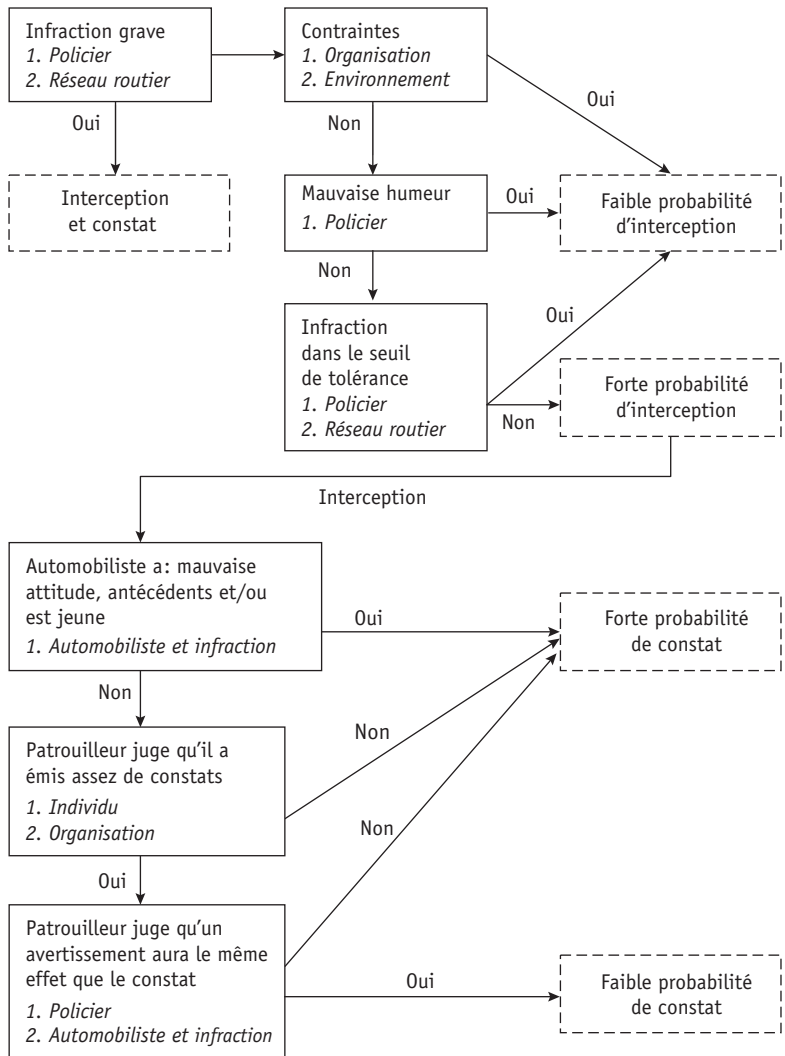 Infraction grave
1. Policier
2. Réseau routier
Contraintes
1. Organisation
2. Environnement
Oui
Non
Oui
Interception
et constat
Mauvaise humeur
1. Policier
Oui
Faible probabilité
d'interception
Non
Infraction
dans le seuil
de tolérance
1. Policier
2. Réseau routier
Oui
Non
Forte probabilité
d'interception
Interception
Automobiliste a: mauvaise
attitude, antécédents et/ou
est jeune
1. Automobiliste et infraction
Oui
Forte probabilité
de constat
Non
Patrouilleur juge qu'il a
émis assez de constats
1. Individu
2. Organisation
Non
Non
Oui
Patrouilleur juge qu'un
avertissement aura le même
effet que le constat
1. Policier
2. Automobiliste et infraction
Oui
Faible probabilité
de constat